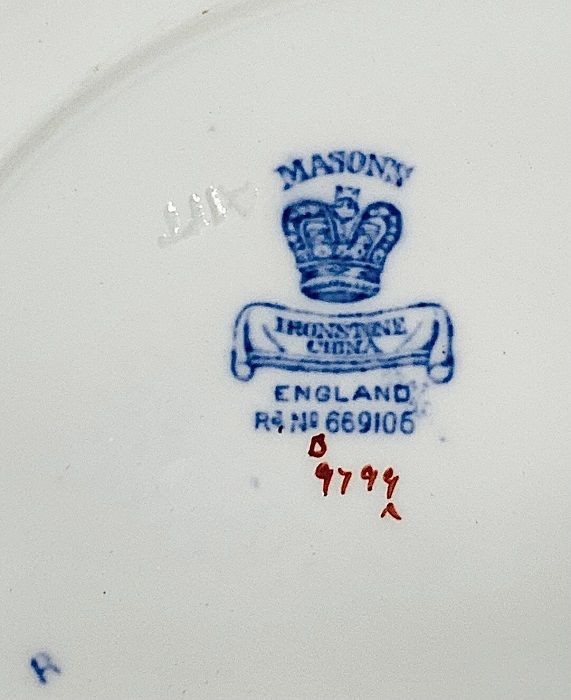 MASON'S
IRONSTONE
CHINA
ENGLAND
Rd. No 669106
B
9799
R